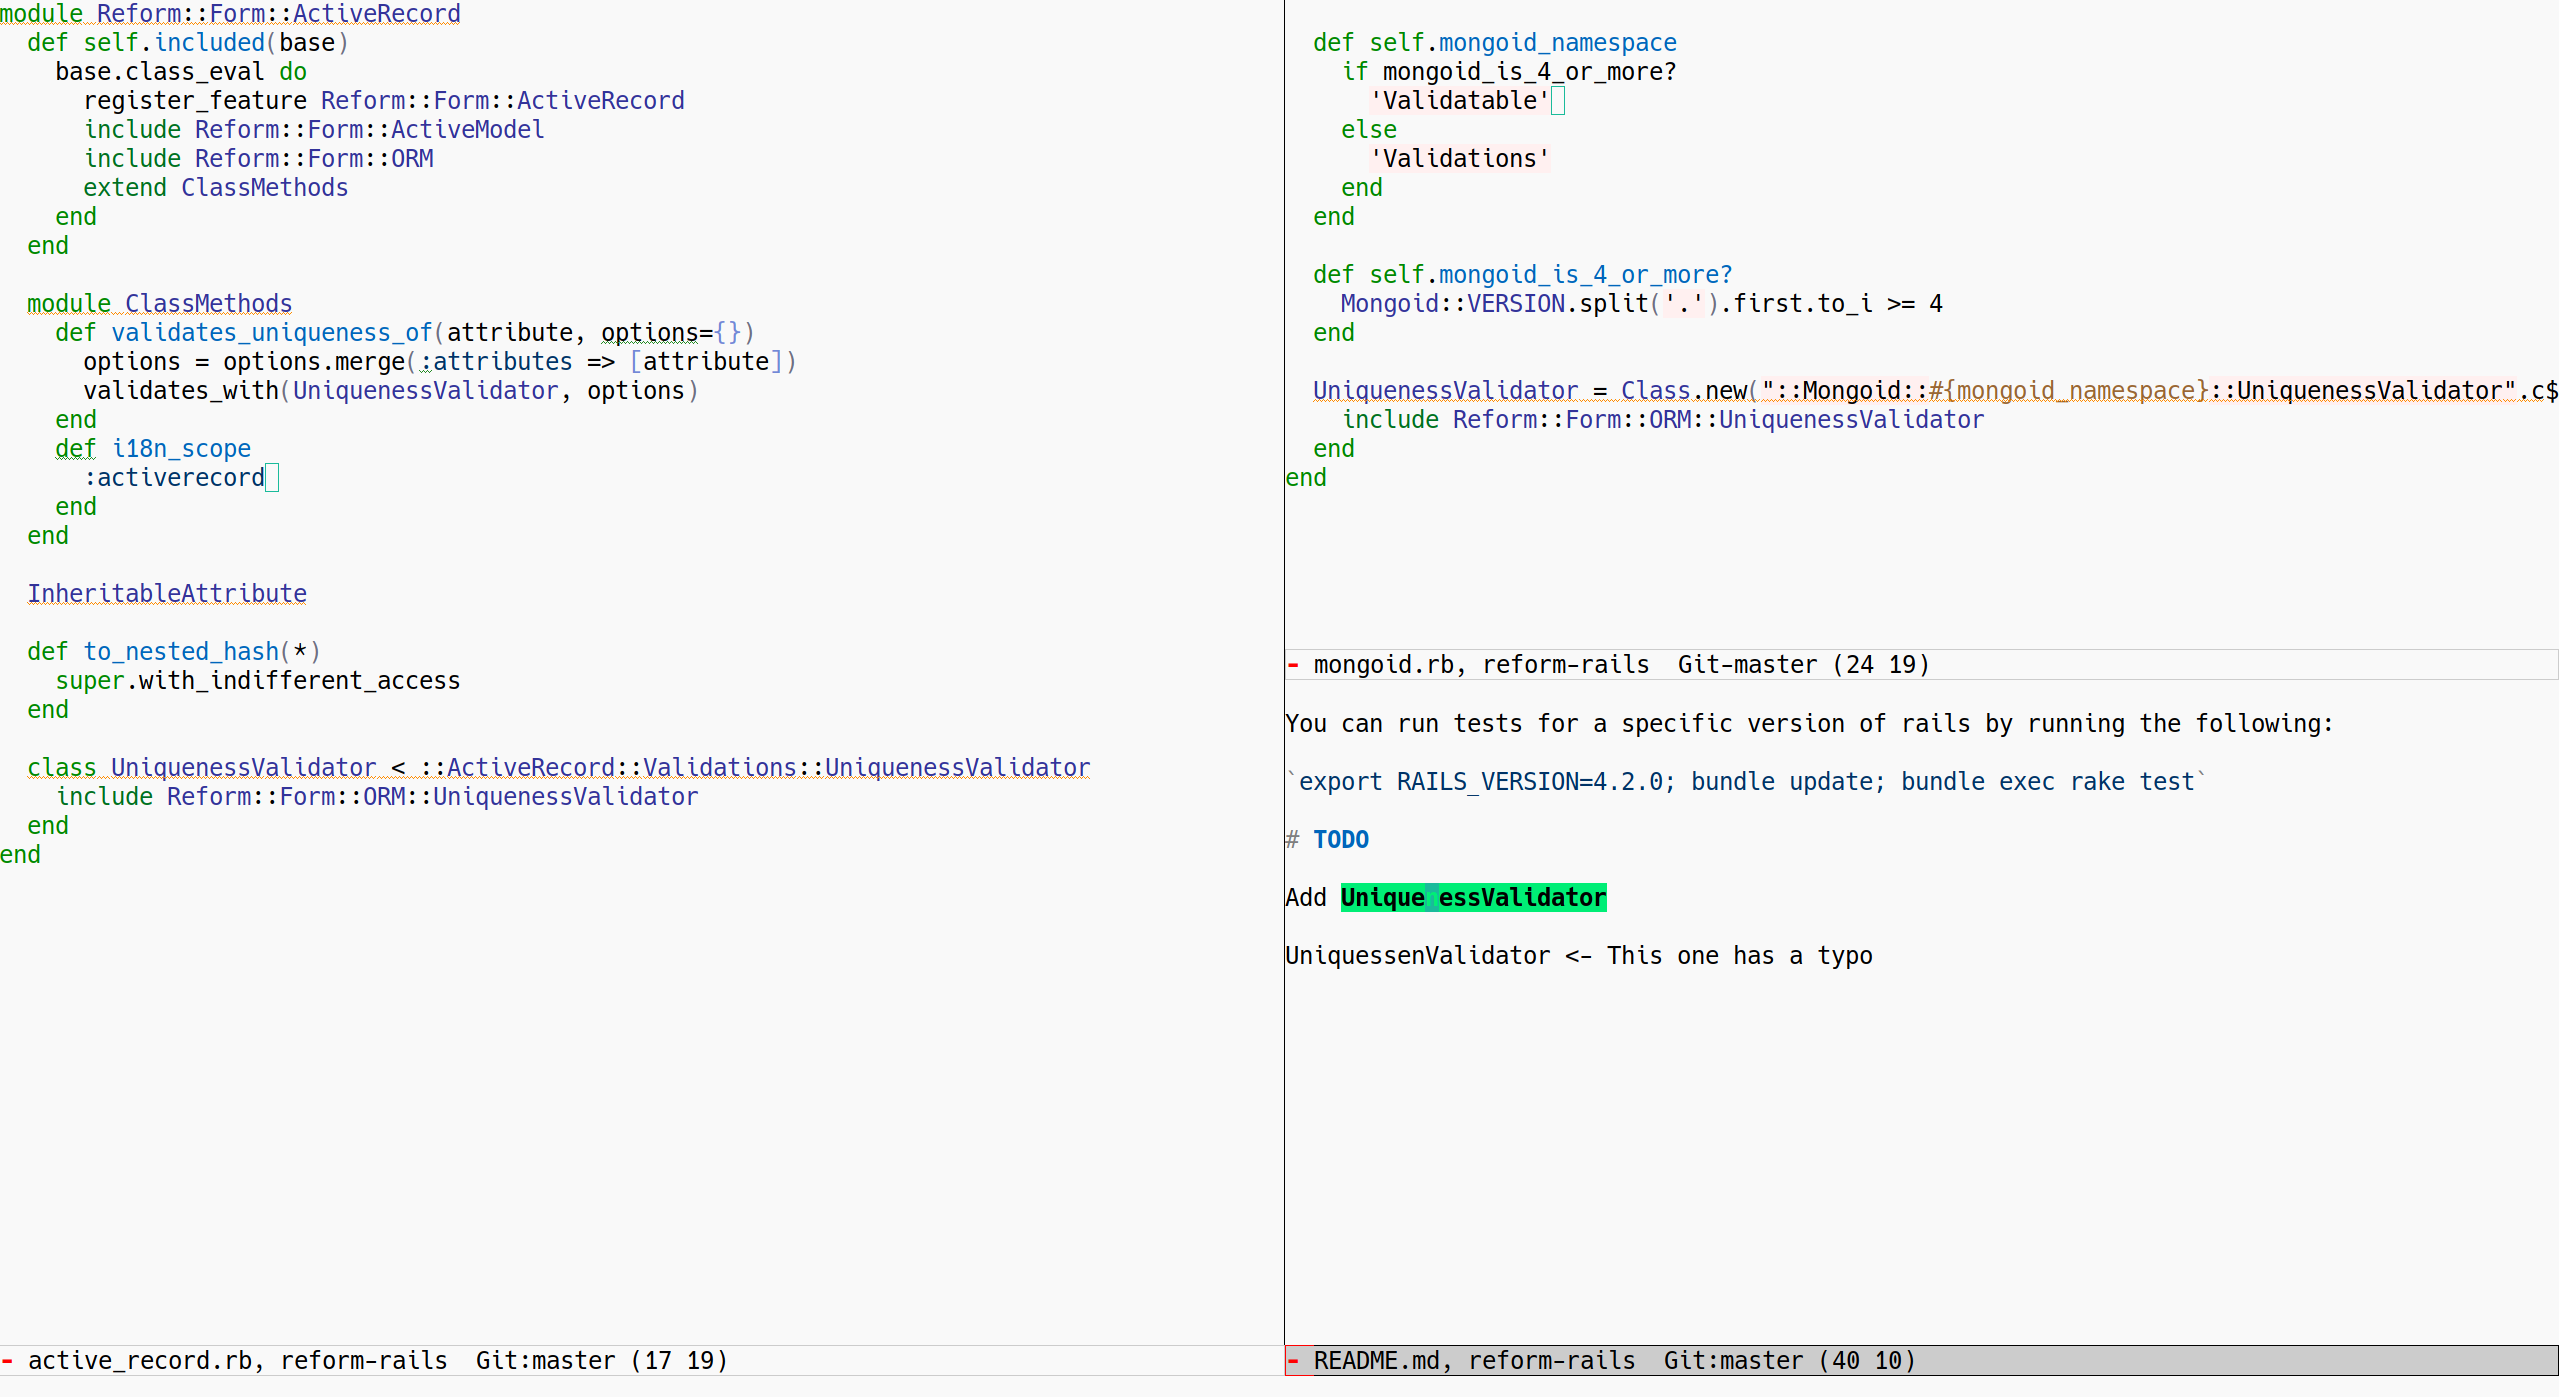 module Reform::Form::ActiveRecord
  def self.included(base)
    base.class_eval do
      register_feature Reform::Form::ActiveRecord
      include Reform::Form::ActiveModel
      include Reform::Form::ORM
      extend ClassMethods
    end
  end

  module ClassMethods
    def validates_uniqueness_of(attribute, options={})
      options = options.merge(:attributes => [attribute])
      validates_with(UniquenessValidator, options)
    end
    def i18n_scope
      :activerecord
    end
  end

  InheritableAttribute

  def to_nested_hash(*)
    super.with_indifferent_access
  end

  class UniquenessValidator < ::ActiveRecord::Validations::UniquenessValidator
    include Reform::Form::ORM::UniquenessValidator
  end
end
- active_record.rb, reform-rails  Git:master (17 19)

  def self.mongoid_namespace
    if mongoid_is_4_or_more?
      'Validatable'
    else
      'Validations'
    end
  end

  def self.mongoid_is_4_or_more?
    Mongoid::VERSION.split('.').first.to_i >= 4
  end

  UniquenessValidator = Class.new("::Mongoid::#{mongoid_namespace}::UniquenessValidator".c$
    include Reform::Form::ORM::UniquenessValidator
  end
end
- mongoid.rb, reform-rails  Git-master (24 19)

You can run tests for a specific version of rails by running the following:

`export RAILS_VERSION=4.2.0; bundle update; bundle exec rake test`

# TODO

Add UniquenessValidator

UniquessenValidator <- This one has a typo
- README.md, reform-rails  Git:master (40 10)